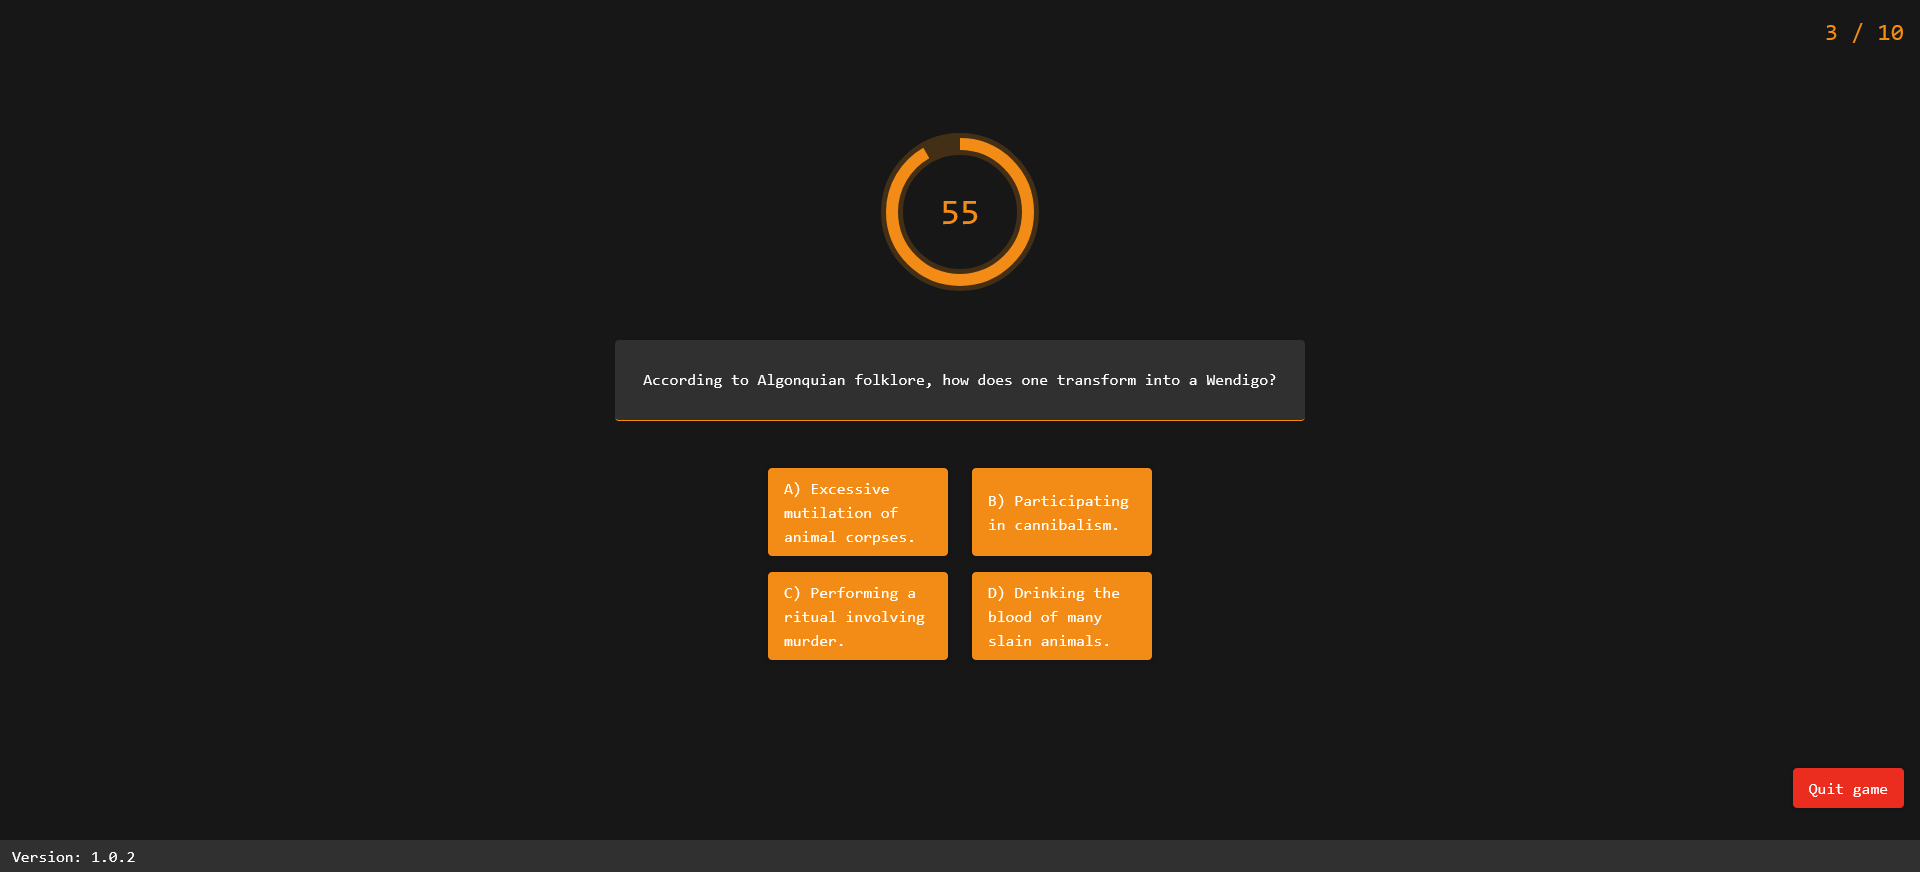 3 / 10
55
According to Algonquian folklore, how does one transform into a Wendigo?
A) Excessive
mutilation of
animal corpses.
B) Participating
in cannibalism.
C) Performing a
ritual involving
murder.
D) Drinking the
blood of many
slain animals.
Quit game
Version: 1.0.2